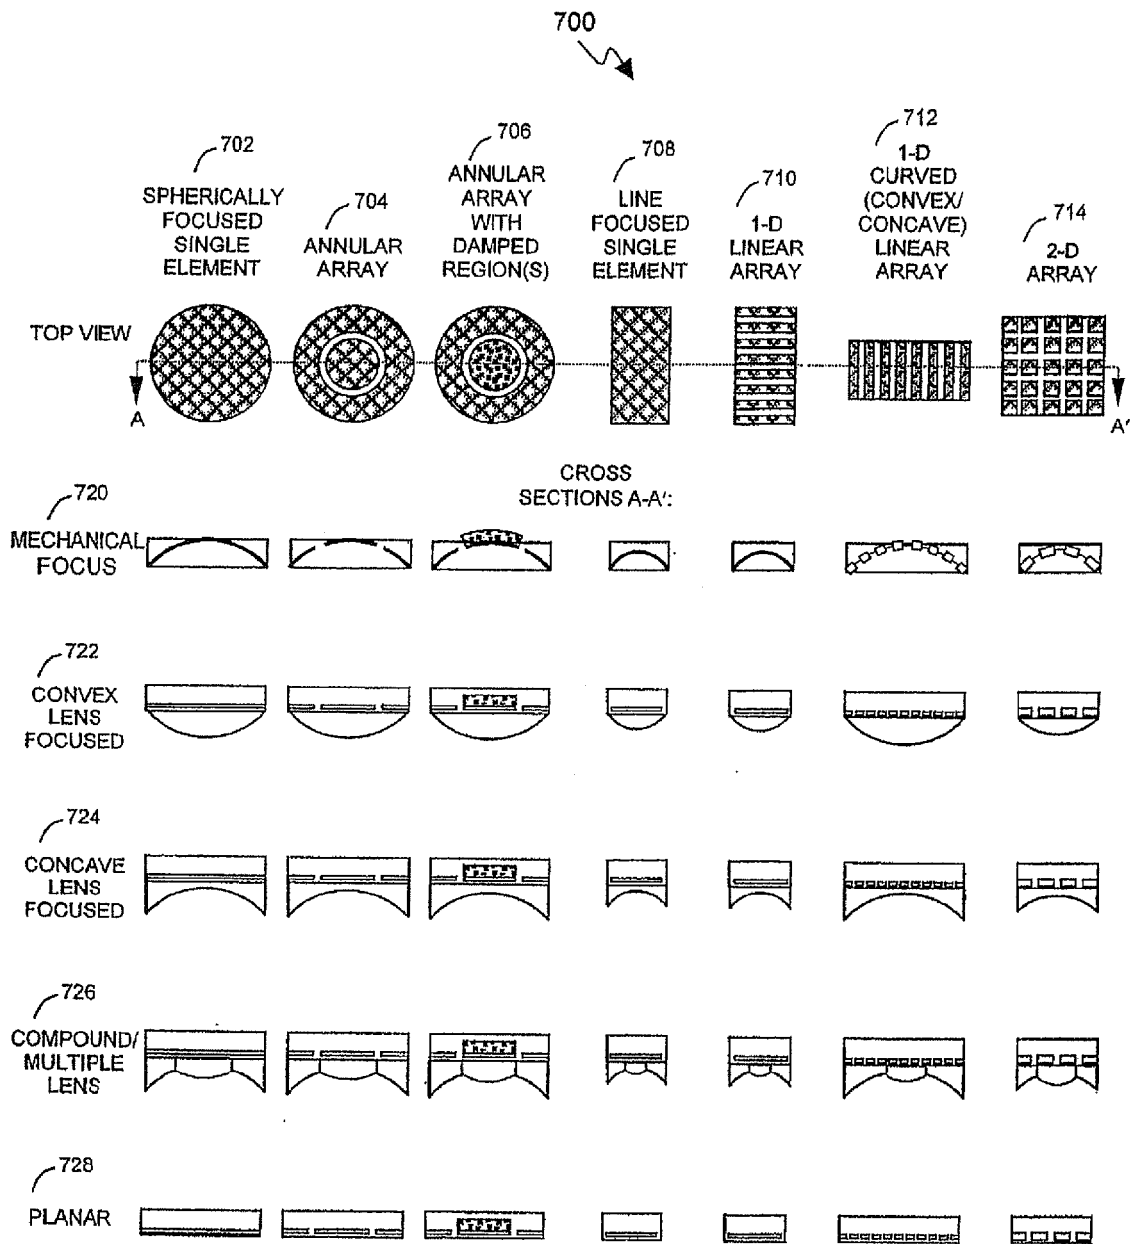 700
702
SPHERICALLY
FOCUSED
SINGLE
ELEMENT
704
ANNULAR
ARRAY
706
ANNULAR
ARRAY
WITH
DAMPED
REGION(S)
708
LINE
FOCUSED
SINGLE
ELEMENT
710
1-D
LINEAR
ARRAY
712
1-D
CURVED
(CONVEX/
CONCAVE)
LINEAR
ARRAY
714
2-D
ARRAY
TOP VIEW
A
A'
CROSS
SECTIONS A-A':
720
MECHANICAL
FOCUS
722
CONVEX
LENS
FOCUSED
724
CONCAVE
LENS
FOCUSED
726
COMPOUND/
MULTIPLE
LENS
728
PLANAR